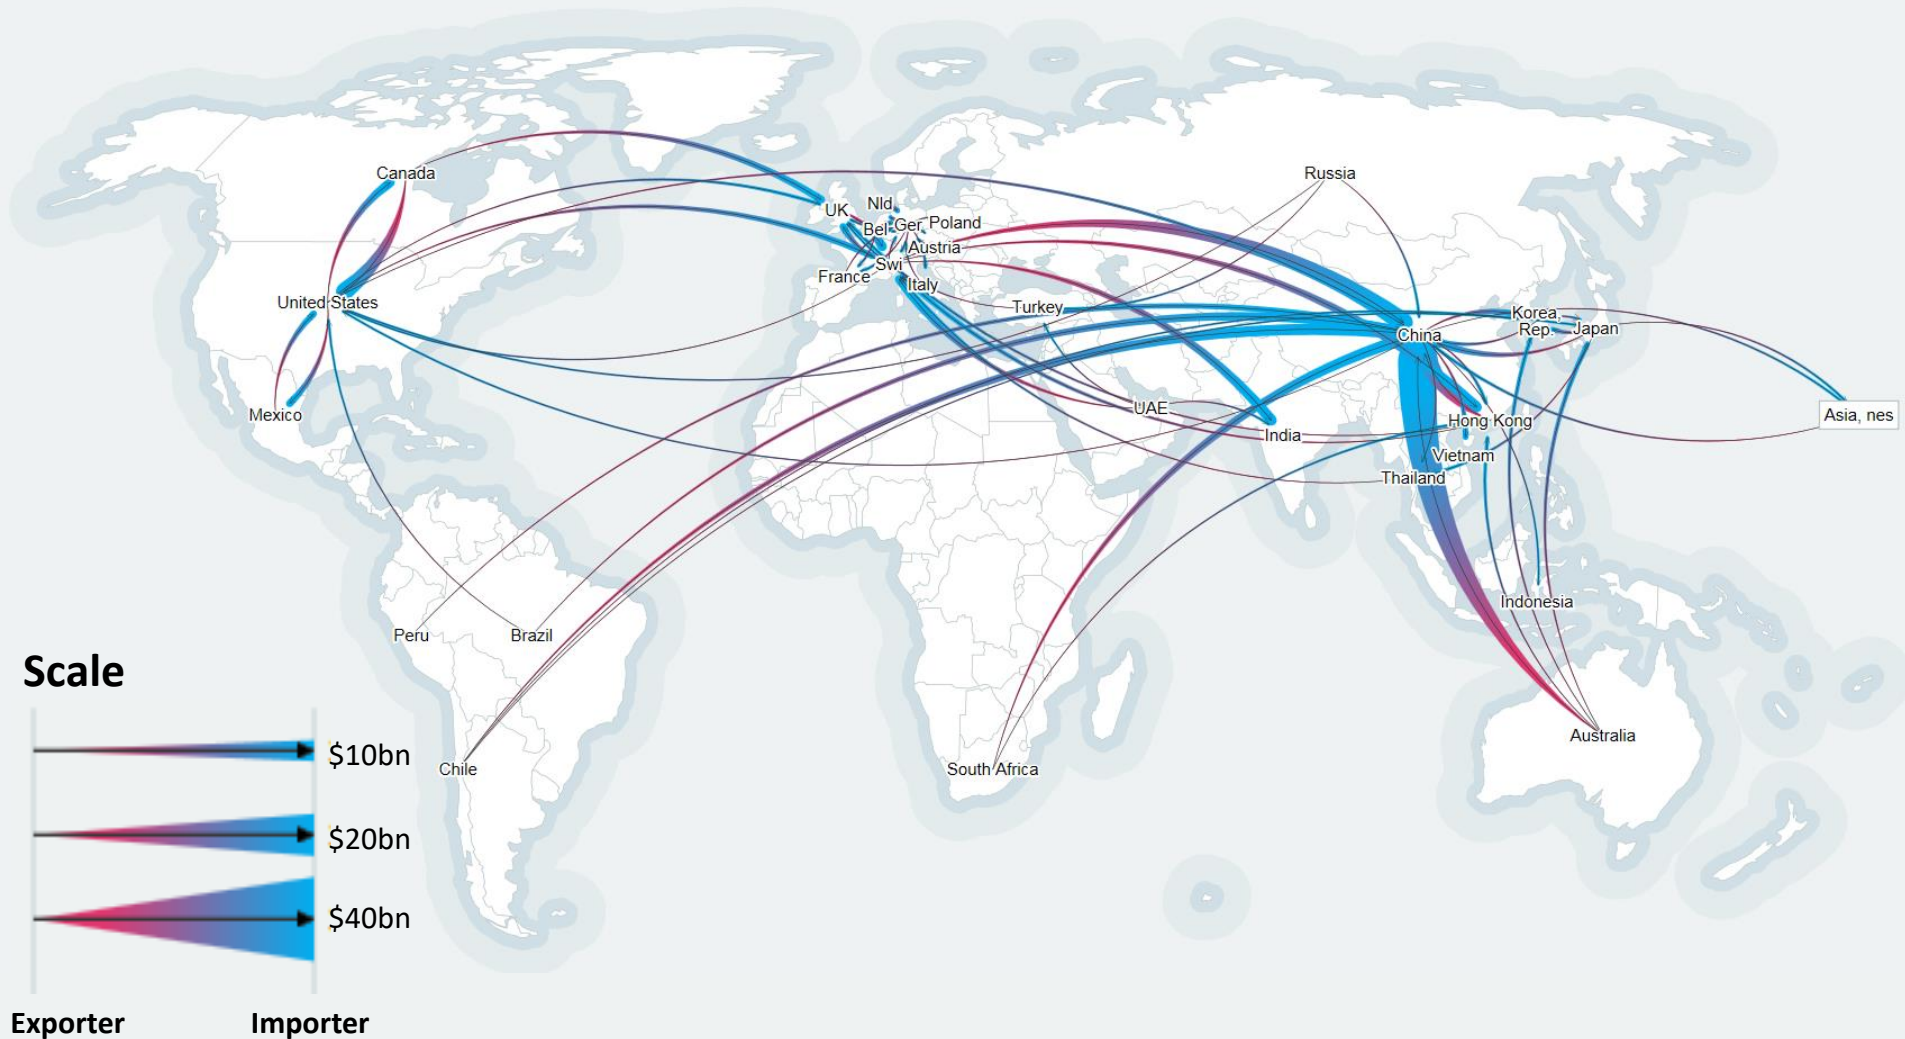 Canada
Russia
UK
Nld
Bel
Ger
Poland
Austria
Swi
France
Italy
United States
Turkey
Korea,
Rep.
Japan
China
Mexico
UAE
India
Hong Kong
Asia, nes
Vietnam
Thailand
Indonesia
Peru
Brazil
Australia
Chile
South Africa
Scale
$10bn
$20bn
$40bn
Exporter
Importer